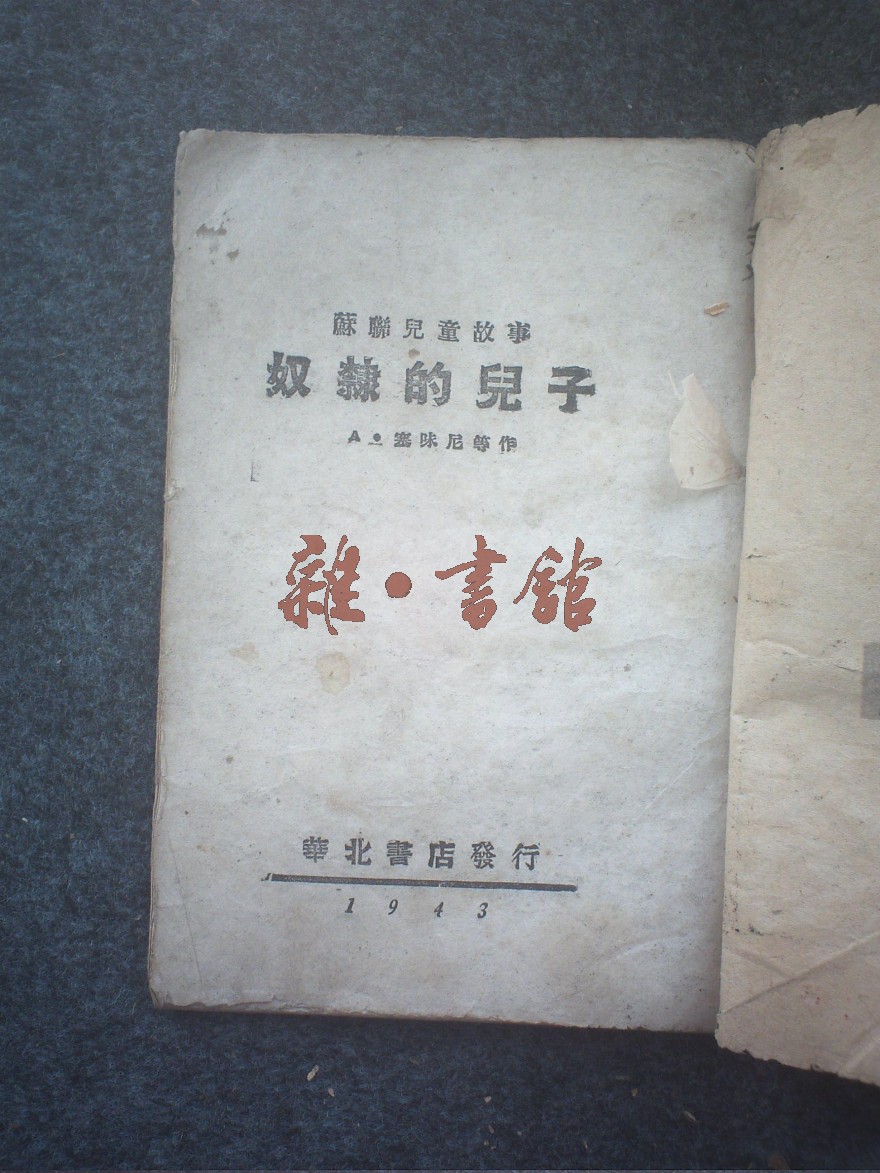 蘇聯兒童故事
奴隸的兒子
A·塞昧尼等作
雜·書館
華北書店發行
1943